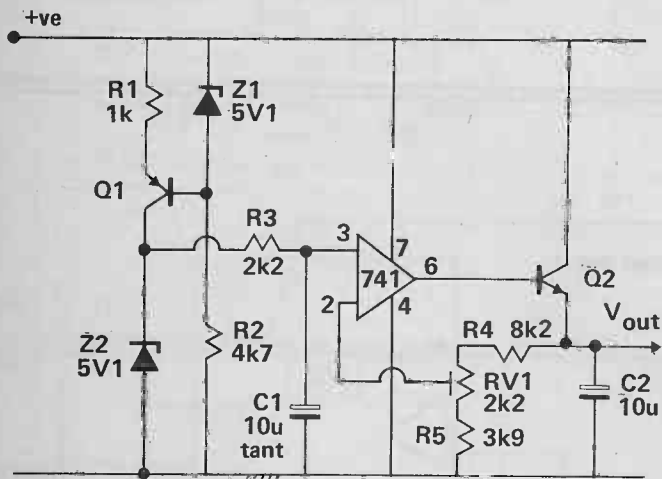 +ve
R1
1k
Z1
5V1
Q1
R3
2k2
3
7
741
6
2
4
Q2
Vout
R4 8k2
Z2
5V1
R2
4k7
RV1
2k2
C2
10u
C1
10u
tant
R5 3k9